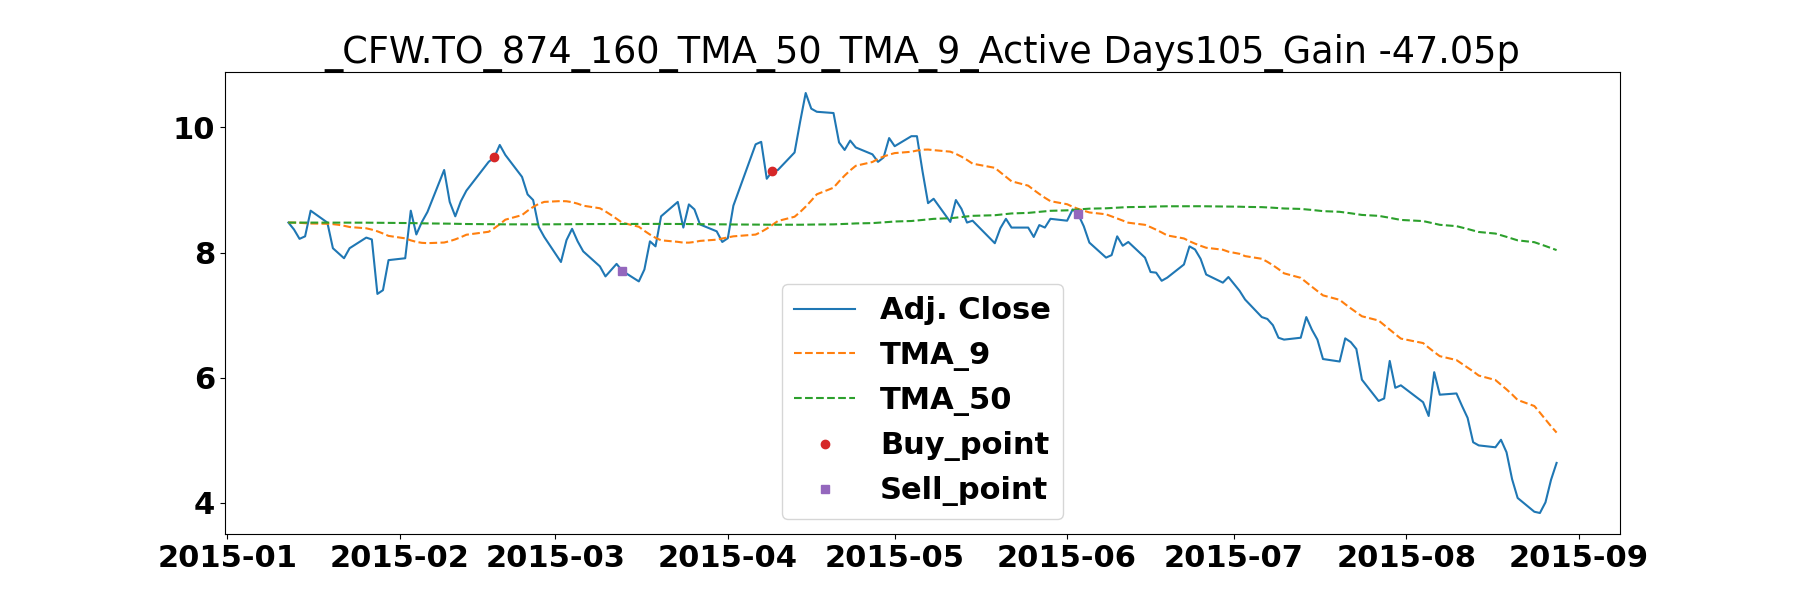 _CFW.TO_874_160_TMA_50_TMA_9_Active Days105_Gain -47.05p
10
8
6
4
Adj. Close
TMA_9
TMA_50
Buy_point
Sell_point
2015-01 2015-02 2015-03 2015-04 2015-05 2015-06 2015-07 2015-08 2015-09